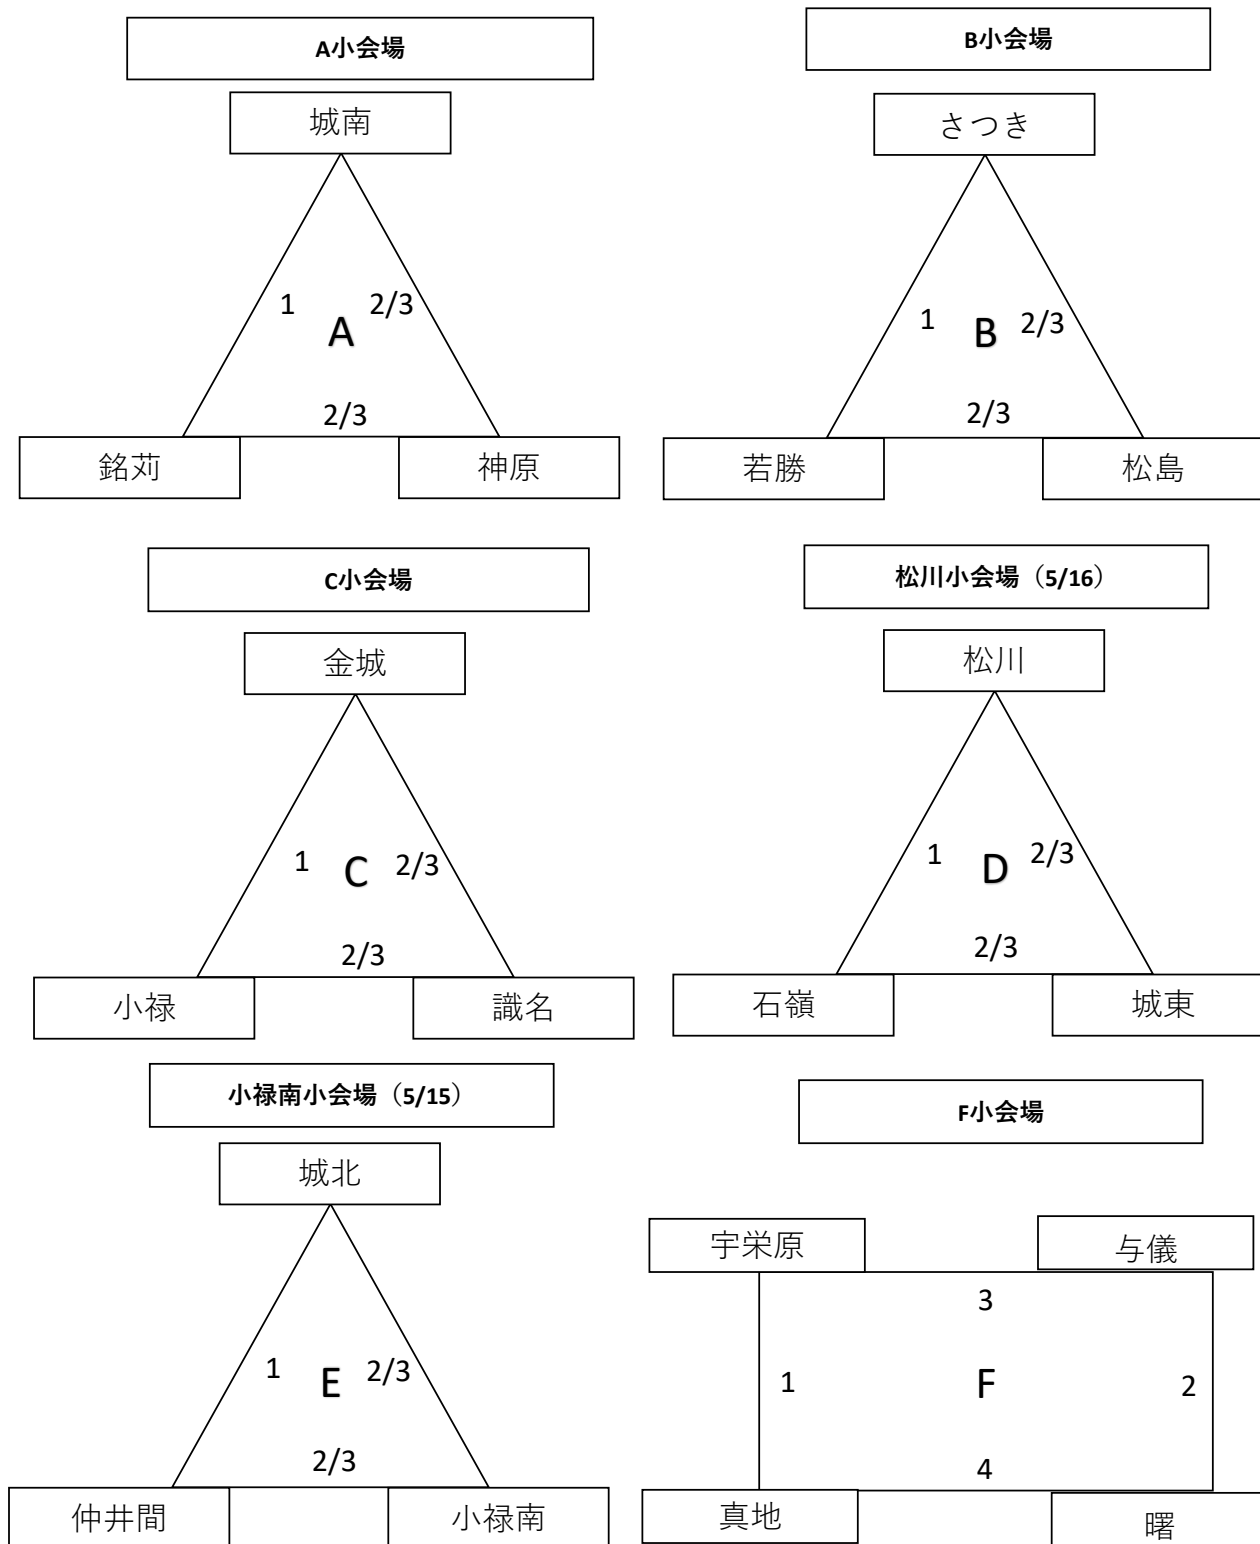 A小会場
城南
1
2/3
A
2/3
銘苅
神原
B小会場
さつき
1
2/3
B
2/3
若勝
松島
C小会場
金城
1
2/3
C
2/3
小禄
識名
松川小会場（5/16）
松川
1
2/3
D
2/3
石嶺
城東
小禄南小会場（5/15）
城北
1
2/3
E
2/3
仲井間
小禄南
F小会場
宇栄原
与儀
3
1
F
2
4
真地
曙